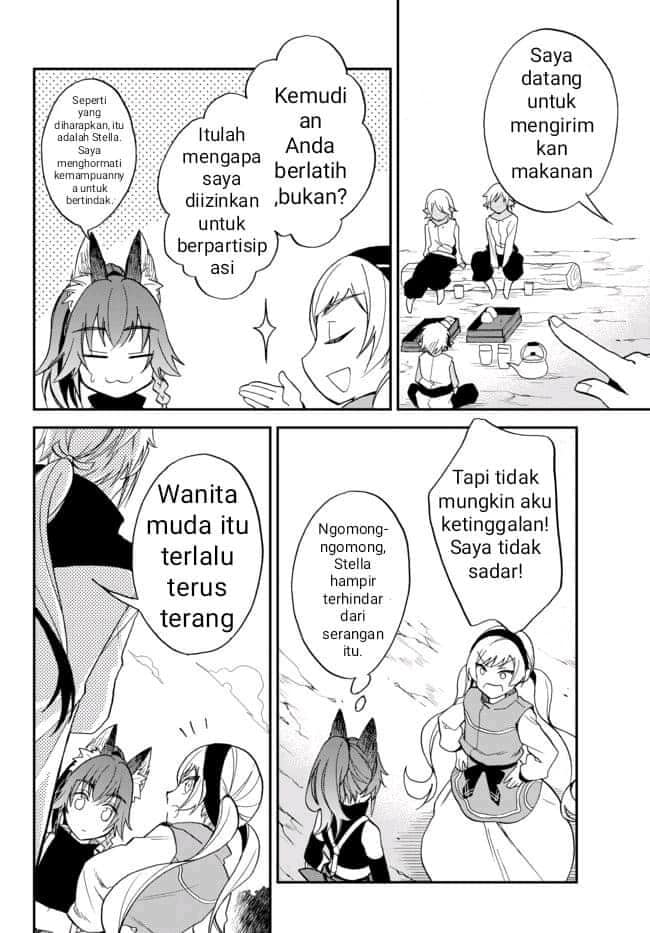 Saya
datang
untuk
mengirim
kan
makanan
Kemudi
an
Anda
berlatih
,bukan?
Itulah
mengapa
saya
diizinkan
untuk
berpartisip
asi
Seperti
yang
diharapkan, itu
adalah Stella.
Saya
menghormati
kemampuann
ya untuk
bertindak.
Tapi tidak
mungkin aku
ketinggalan!
Saya tidak
sadar!
Ngomong-
ngomong,
Stella
hampir
terhindar
dari
serangan
itu.
Wanita
muda itu
terlalu
terus
terang